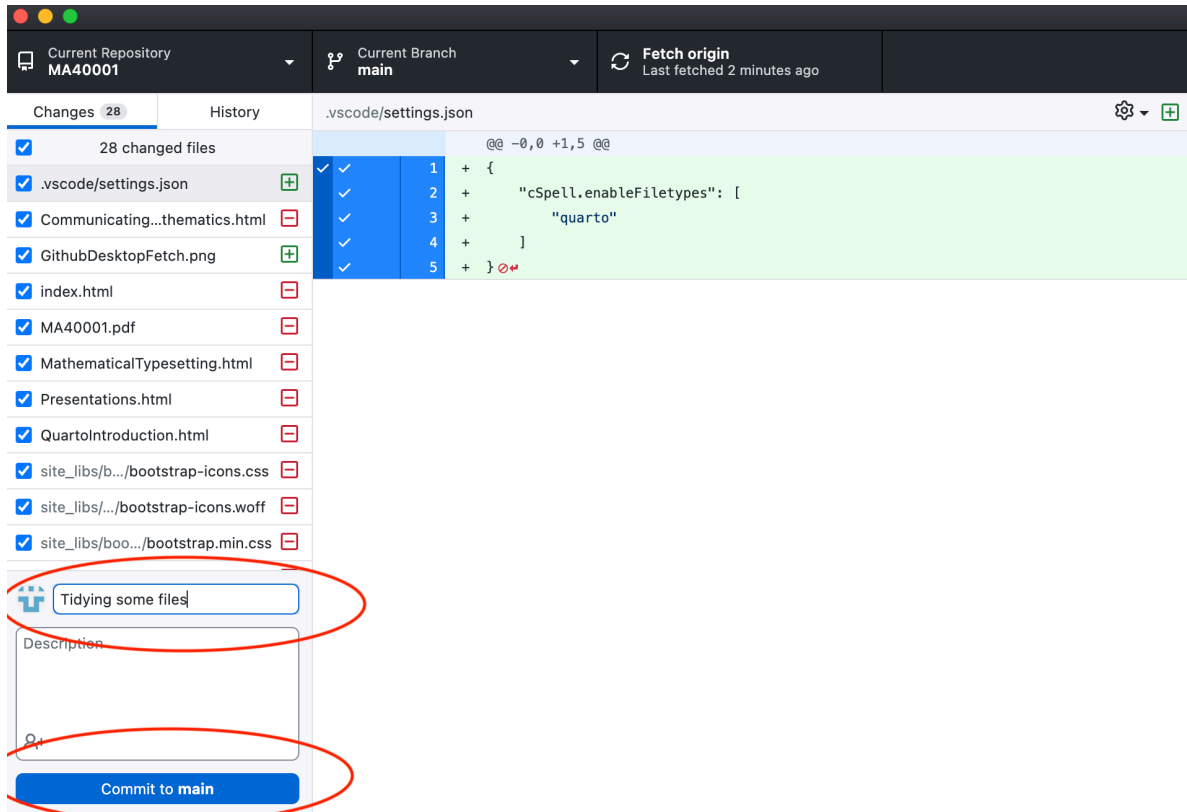 Current Repository
MA40001
Current Branch
main
Fetch origin
Last fetched 2 minutes ago
Changes 28
History
.vscode/settings.json
28 changed files
.vscode/settings.json
Communicating...thematics.html
GithubDesktopFetch.png
index.html
MA40001.pdf
MathematicalTypesetting.html
Presentations.html
QuartoIntroduction.html
site_libs/b.../bootstrap-icons.css
site_libs/.../bootstrap-icons.woff
site_libs/boo.../bootstrap.min.css
@@ -0,0 +1,5 @@
1 + {
2 + "cSpell.enableFiletypes": [
3 + "quarto"
4 + ]
5 + }
Tidying some files
Description
Commit to main